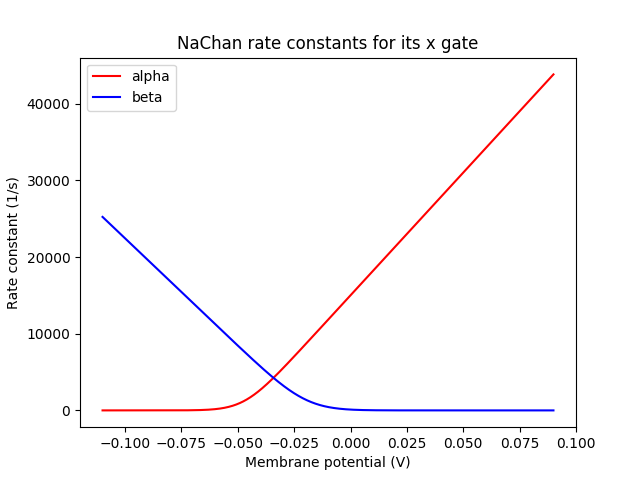 NaChan rate constants for its x gate
alpha
beta
Rate constant (1/s)
40000
30000
20000
10000
0
−0.100 −0.075 −0.050 −0.025 0.000 0.025 0.050 0.075 0.100
Membrane potential (V)